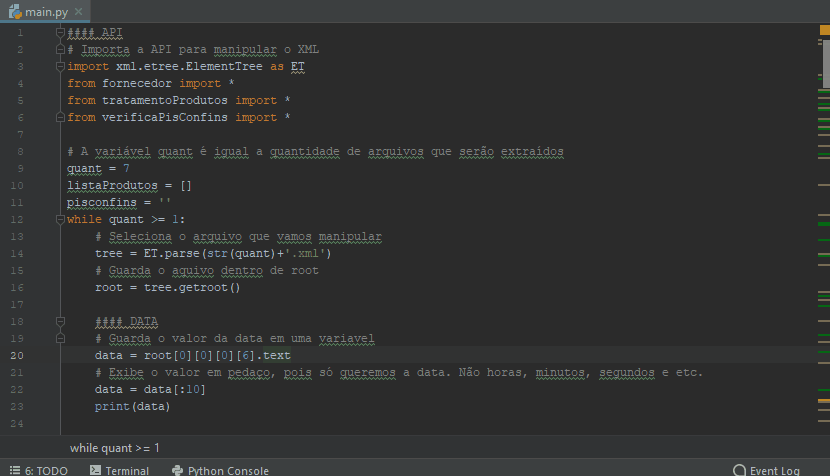 main.py
1 #### API
2 # Importa a API para manipular o XML
3 import xml.etree.ElementTree as ET
4 from fornecedor import *
5 from tratamentoProdutos import *
6 from verificaPisConfins import *
7
8 # A variável quant é igual a quantidade de arquivos que serão extraidos
9 quant = 7
10 listaProdutos = []
11 pisconfins = ''
12 while quant >= 1:
13 # Seleciona o arquivo que vamos manipular
14 tree = ET.parse(str(quant)+'.xml')
15 # Guarda o aquivo dentro de root
16 root = tree.getroot()
17
18 #### DATA
19 # Guarda o valor da data em uma variavel
20 data = root[0][0][0][6].text
21 # Exibe o valor em pedaço, pois só queremos a data. Não horas, minutos, segundos e etc.
22 data = data[:10]
23 print(data)
24
while quant >= 1
6: TODO Terminal Python Console Event Log